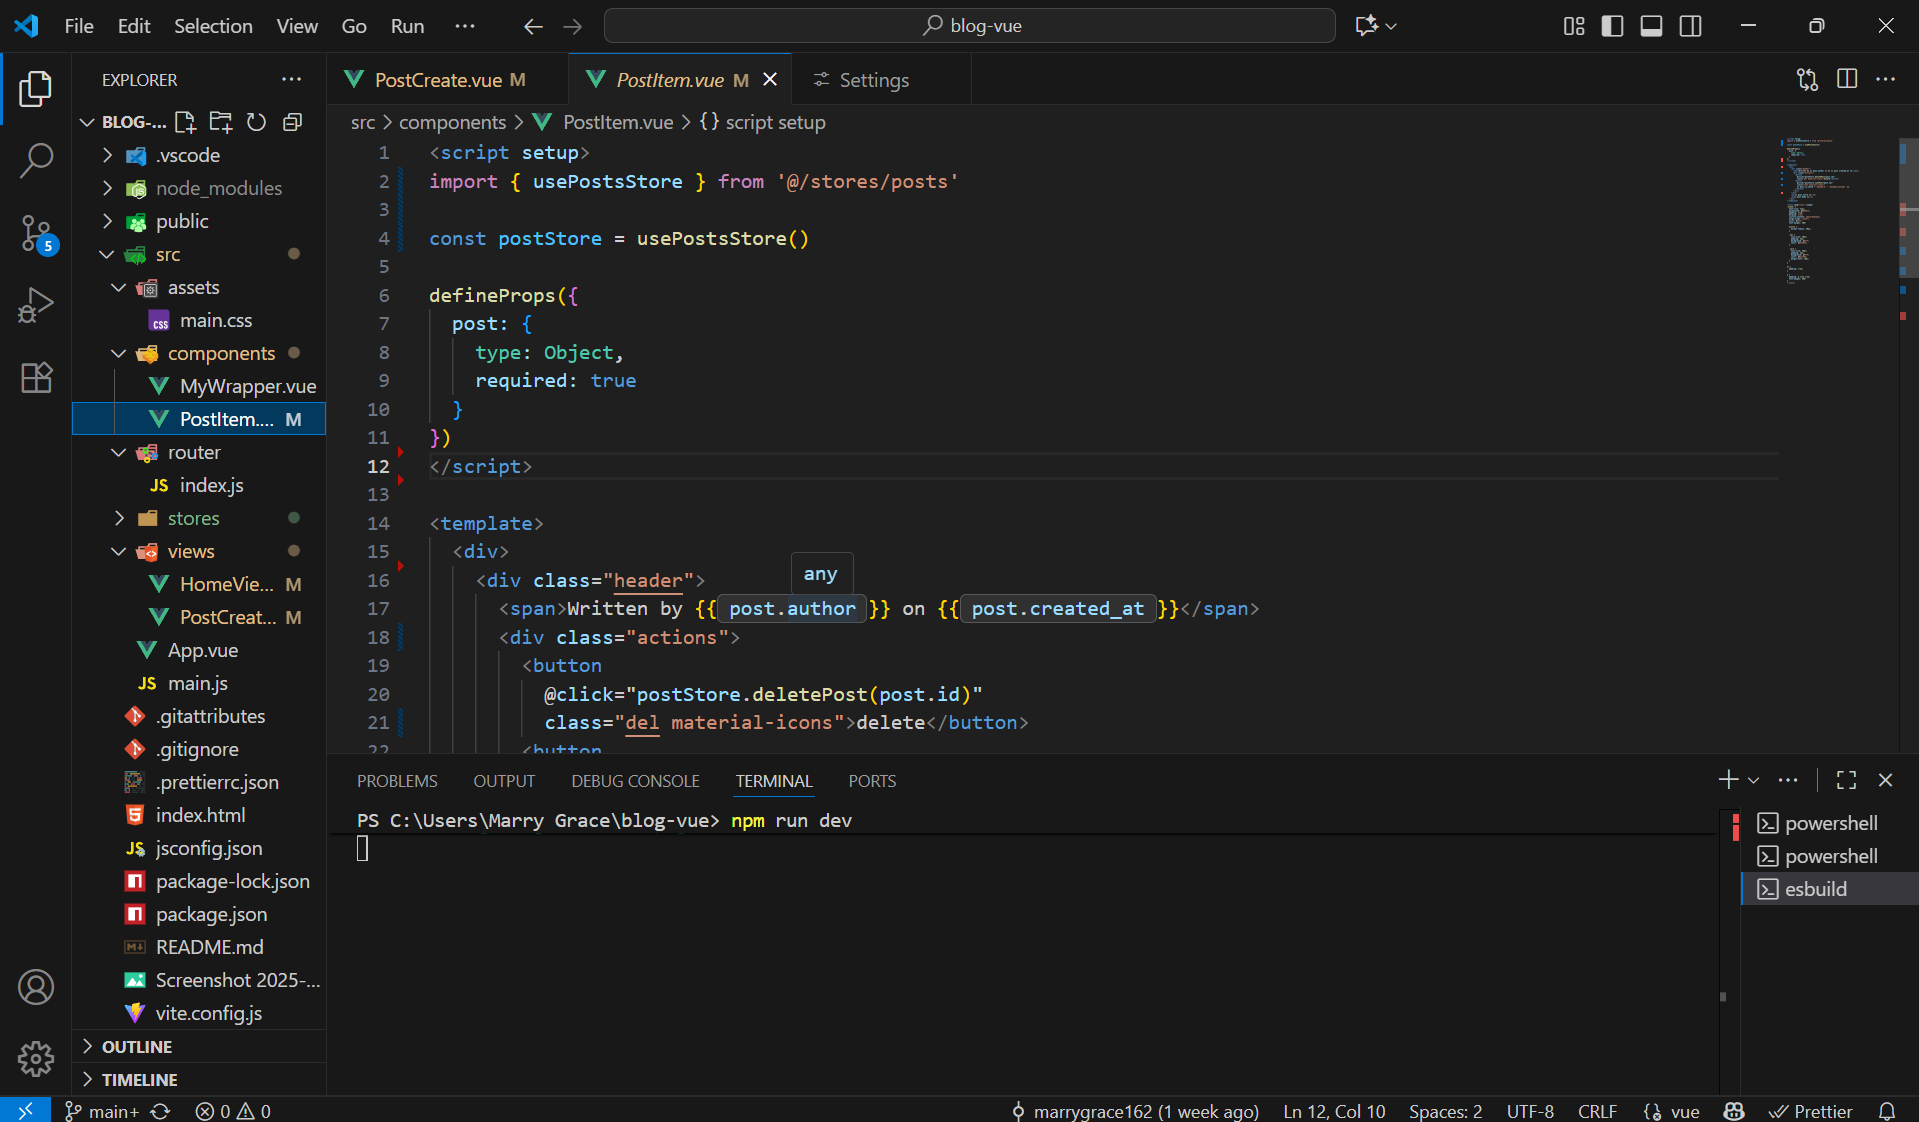 File Edit Selection View Go Run ··· blog-vue
EXPLORER
BLOG-...
.vscode
node_modules
public
src
assets
main.css
components
MyWrapper.vue
PostItem.... M
router
JS index.js
stores
views
HomeVie... M
PostCreat... M
App.vue
JS main.js
.gitattributes
.gitignore
.prettierrc.json
index.html
jsconfig.json
package-lock.json
package.json
README.md
Screenshot 2025-...
vite.config.js
OUTLINE
TIMELINE
5
PostCreate.vue M PostItem.vue M Settings
src > components > PostItem.vue > {} script setup
1 <script setup>
2 import { usePostsStore } from '@/stores/posts'
3
4 const postStore = usePostsStore()
5
6 defineProps({
7 post: {
8 type: Object,
9 required: true
10 }
11 })
12 </script>
13
14 <template>
15 <div>
any
16 <div class="header">
17 <span>Written by {{ post.author }} on {{ post.created_at }}</span>
18 <div class="actions">
19 <button
20 @click="postStore.deletePost(post.id)"
21 class="del material-icons">delete</button>
22 <button
PROBLEMS OUTPUT DEBUG CONSOLE TERMINAL PORTS
PS C:\Users\Marry Grace\blog-vue> npm run dev
powershell
powershell
esbuild
main+ 0 0 marrygrace162 (1 week ago) Ln 12, Col 10 Spaces: 2 UTF-8 CRLF vue Prettier